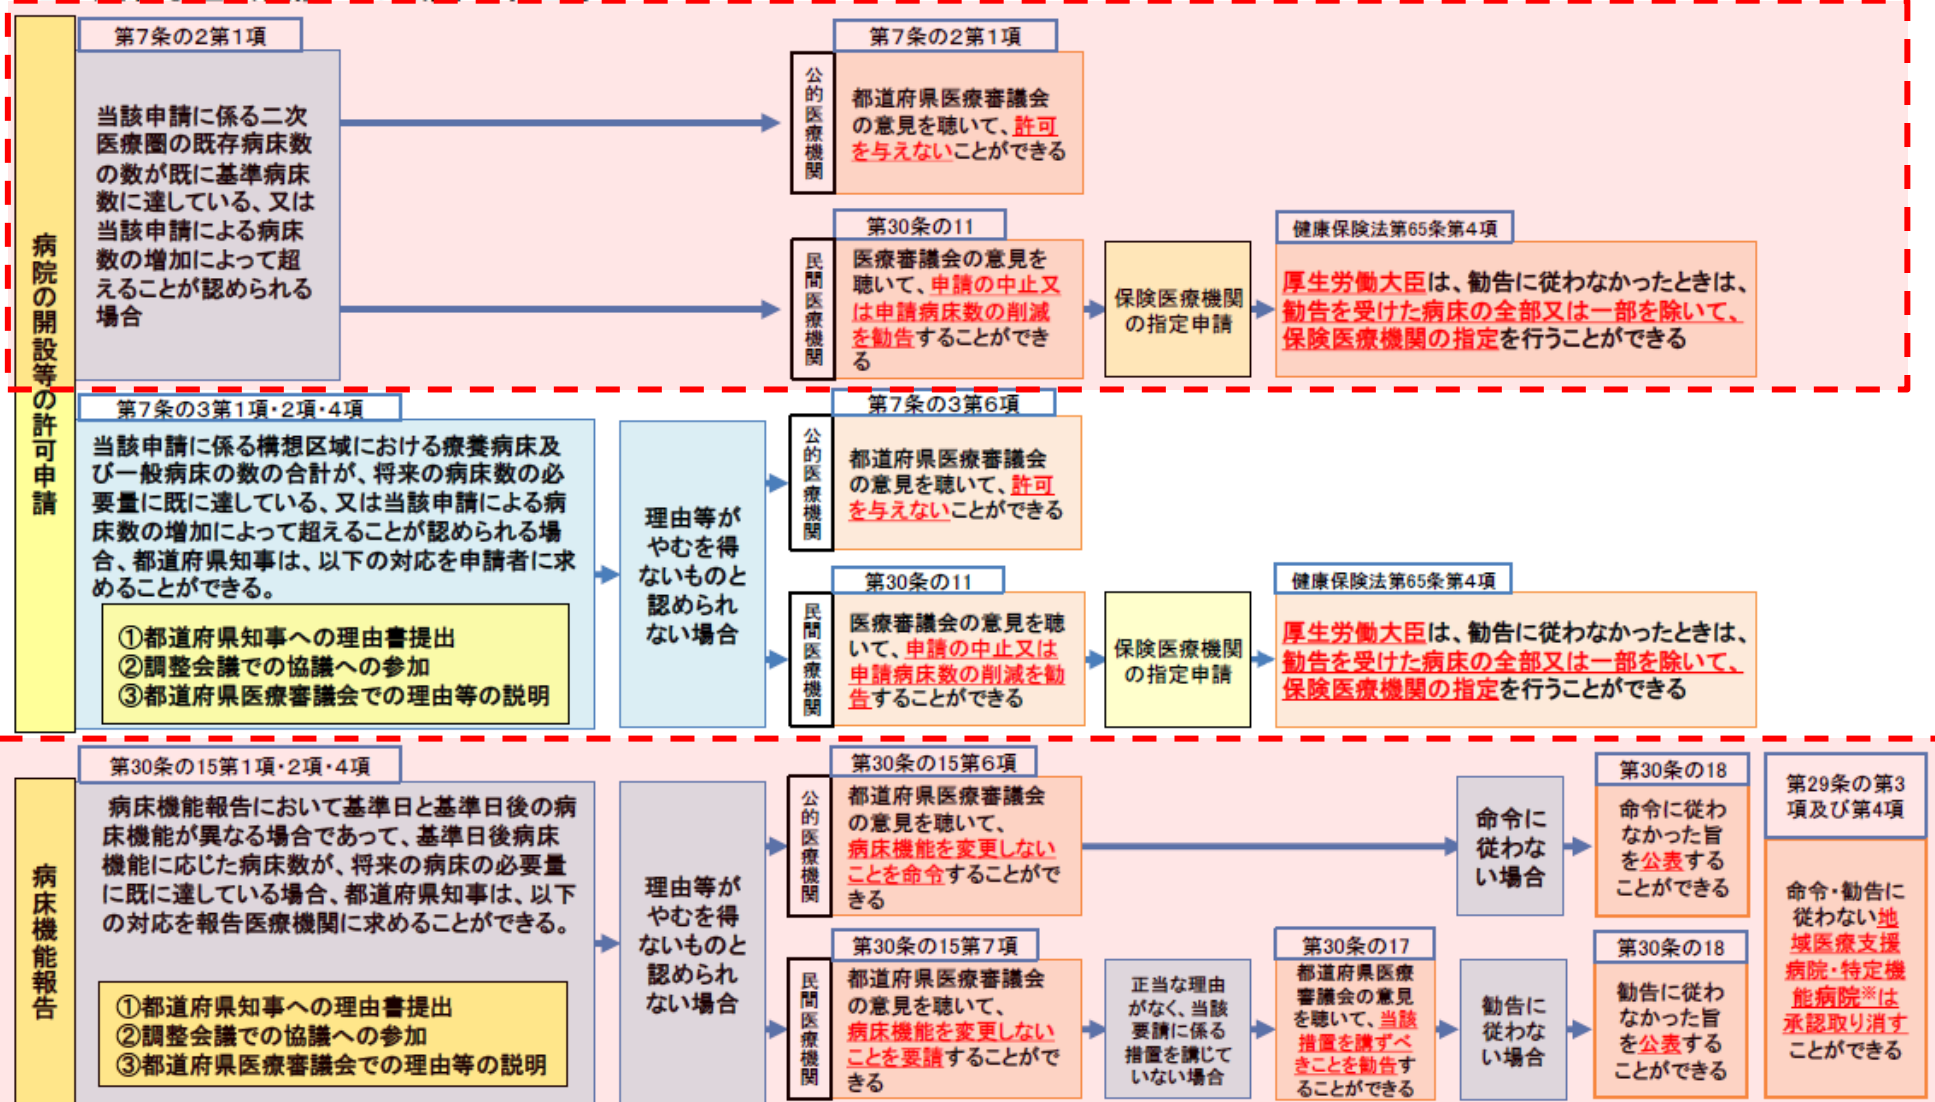 病院の開設等の許可申請
第7条の2第1項
当該申請に係る二次
医療圏の既存病床数
の数が既に基準病床
数に達している、又は
当該申請による病床
数の増加によって超
えることが認められる
場合
公的医療機関
第7条の2第1項
都道府県医療審議会
の意見を聴いて、許可
を与えないことができる
民間医療機関
第30条の11
医療審議会の意見を
聴いて、申請の中止又
は申請病床数の削減
を勧告することができ
る
保険医療機関
の指定申請
健康保険法第65条第4項
厚生労働大臣は、勧告に従わなかったときは、
勧告を受けた病床の全部又は一部を除いて、
保険医療機関の指定を行うことができる
第7条の3第1項・2項・4項
当該申請に係る構想区域における療養病床及
び一般病床の数の合計が、将来の病床数の必
要量に既に達している、又は当該申請による病
床数の増加によって超えることが認められる場
合、都道府県知事は、以下の対応を申請者に求
めることができる。
①都道府県知事への理由書提出
②調整会議での協議への参加
③都道府県医療審議会での理由等の説明
理由等が
やむを得
ないものと
認められ
ない場合
公的医療機関
第7条の3第6項
都道府県医療審議会
の意見を聴いて、許可
を与えないことができる
民間医療機関
第30条の11
医療審議会の意見を聴
いて、申請の中止又は
申請病床数の削減を勧
告することができる
保険医療機関
の指定申請
健康保険法第65条第4項
厚生労働大臣は、勧告に従わなかったときは、
勧告を受けた病床の全部又は一部を除いて、
保険医療機関の指定を行うことができる
病床機能報告
第30条の15第1項・2項・4項
病床機能報告において基準日と基準日後の病
床機能が異なる場合であって、基準日後病床
機能に応じた病床数が、将来の病床の必要量
に既に達している場合、都道府県知事は、以下
の対応を報告医療機関に求めることができる。
①都道府県知事への理由書提出
②調整会議での協議への参加
③都道府県医療審議会での理由等の説明
理由等が
やむを得
ないものと
認められ
ない場合
公的医療機関
第30条の15第6項
都道府県医療審議会
の意見を聴いて、
病床機能を変更しない
ことを命令することがで
きる
命令に
従わな
い場合
第30条の18
命令に従わ
なかった旨
を公表する
ことができる
民間医療機関
第30条の15第7項
都道府県医療審議会
の意見を聴いて、
病床機能を変更しない
ことを要請することがで
きる
正当な理由
がなく、当該
要請に係る
措置を講じて
いない場合
第30条の17
都道府県医療
審議会の意見
を聴いて、当該
措置を講ずべ
きことを勧告す
ることができる
勧告に
従わな
い場合
第30条の18
勧告に従わ
なかった旨
を公表する
ことができる
第29条の第3
項及び第4項
命令・勧告に
従わない地
域医療支援
病院・特定機
能病院※は
承認取り消す
ことができる